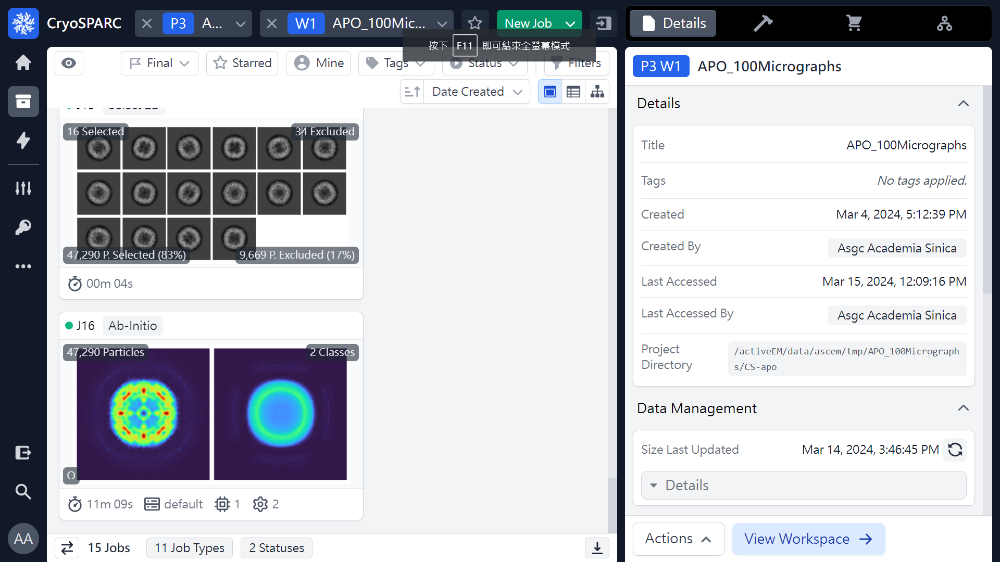 CryoSPARC
P3 A...
W1 APO_100Mic...
New Job
Details
按下 F11 即可結束全螢幕模式
Final
Starred
Mine
Tags
Status
Filters
Date Created
16 Selected
34 Excluded
47,290 P. Selected (83%)
9,669 P. Excluded (17%)
00m 04s
J16 Ab-Initio
47,290 Particles
2 Classes
O
11m 09s default 1 2
AA
15 Jobs
11 Job Types
2 Statuses
P3 W1 APO_100Micrographs
Details
Title APO_100Micrographs
Tags No tags applied.
Created Mar 4, 2024, 5:12:39 PM
Created By Asgc Academia Sinica
Last Accessed Mar 15, 2024, 12:09:16 PM
Last Accessed By Asgc Academia Sinica
Project Directory
/activeEM/data/ascem/tmp/APO_100Micrograph
s/CS-apo
Data Management
Size Last Updated Mar 14, 2024, 3:46:45 PM
Details
Actions
View Workspace